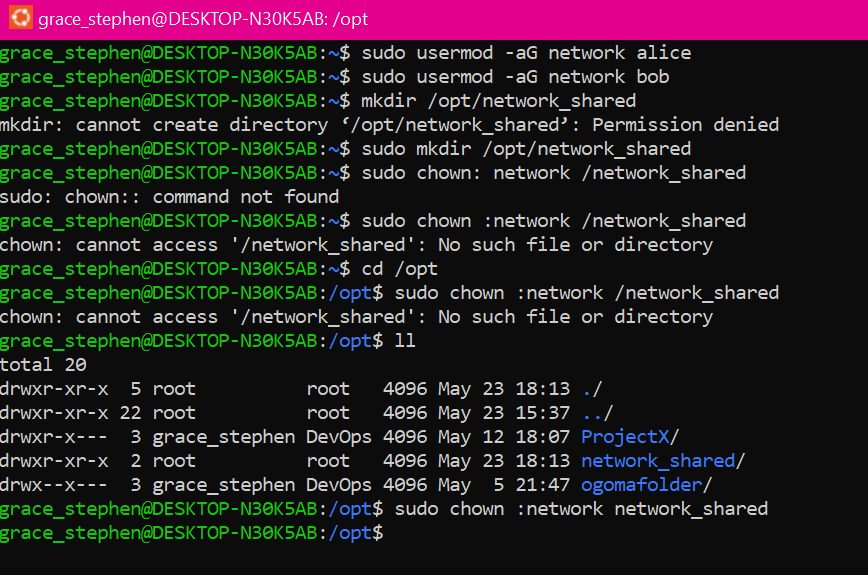 grace_stephen@DESKTOP-N30K5AB: /opt
grace_stephen@DESKTOP-N30K5AB:~$ sudo usermod -aG network alice
grace_stephen@DESKTOP-N30K5AB:~$ sudo usermod -aG network bob
grace_stephen@DESKTOP-N30K5AB:~$ mkdir /opt/network_shared
mkdir: cannot create directory ‘/opt/network_shared’: Permission denied
grace_stephen@DESKTOP-N30K5AB:~$ sudo mkdir /opt/network_shared
grace_stephen@DESKTOP-N30K5AB:~$ sudo chown: network /network_shared
sudo: chown:: command not found
grace_stephen@DESKTOP-N30K5AB:~$ sudo chown :network /network_shared
chown: cannot access '/network_shared': No such file or directory
grace_stephen@DESKTOP-N30K5AB:~$ cd /opt
grace_stephen@DESKTOP-N30K5AB:/opt$ sudo chown :network /network_shared
chown: cannot access '/network_shared': No such file or directory
grace_stephen@DESKTOP-N30K5AB:/opt$ ll
total 20
drwxr-xr-x  5 root          root   4096 May 23 18:13 ./
drwxr-xr-x 22 root          root   4096 May 23 15:37 ../
drwxr-x---  3 grace_stephen DevOps 4096 May 12 18:07 ProjectX/
drwxr-xr-x  2 root          root   4096 May 23 18:13 network_shared/
drwx--x---  3 grace_stephen DevOps 4096 May  5 21:47 ogomafolder/
grace_stephen@DESKTOP-N30K5AB:/opt$ sudo chown :network network_shared
grace_stephen@DESKTOP-N30K5AB:/opt$